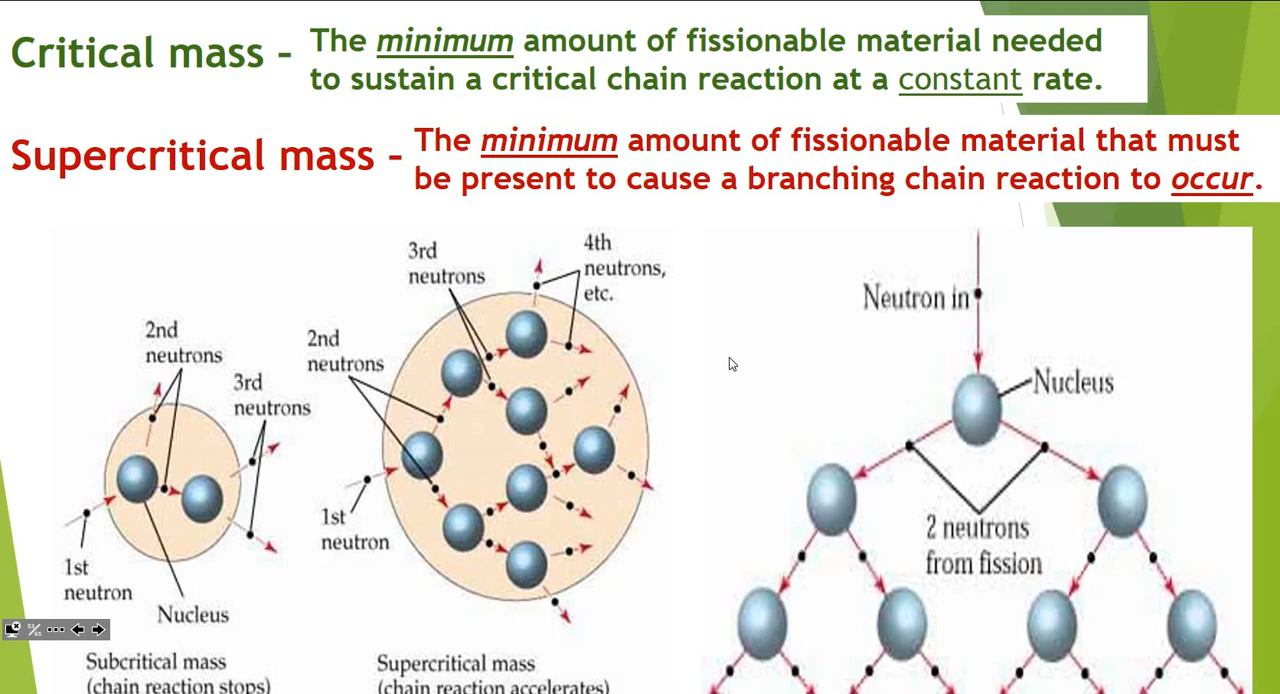 Critical mass –
The minimum amount of fissionable material needed
to sustain a critical chain reaction at a constant rate.
Supercritical mass –
The minimum amount of fissionable material that must
be present to cause a branching chain reaction to occur.
2nd
neutrons
3rd
neutrons
1st
neutron
Nucleus
Subcritical mass
(chain reaction stops)
3rd
neutrons
4th
neutrons,
etc.
2nd
neutrons
1st
neutron
Supercritical mass
(chain reaction accelerates)
Neutron in
Nucleus
2 neutrons
from fission